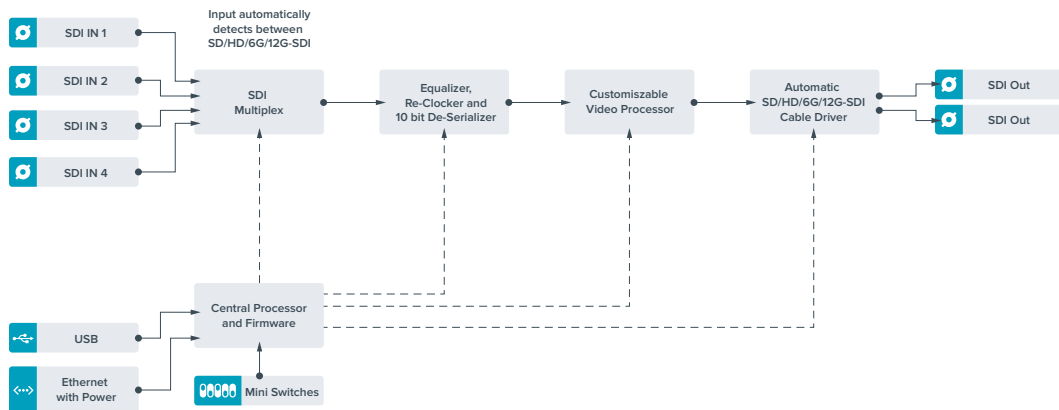 Input automatically
detects between
SD/HD/6G/12G-SDI
SDI IN 1
SDI IN 2
SDI IN 3
SDI IN 4
SDI
Multiplex
Equalizer,
Re-Clocker and
10 bit De-Serializer
Customiszable
Video Processor
Automatic
SD/HD/6G/12G-SDI
Cable Driver
SDI Out
SDI Out
Central Processor
and Firmware
USB
Ethernet
with Power
Mini Switches